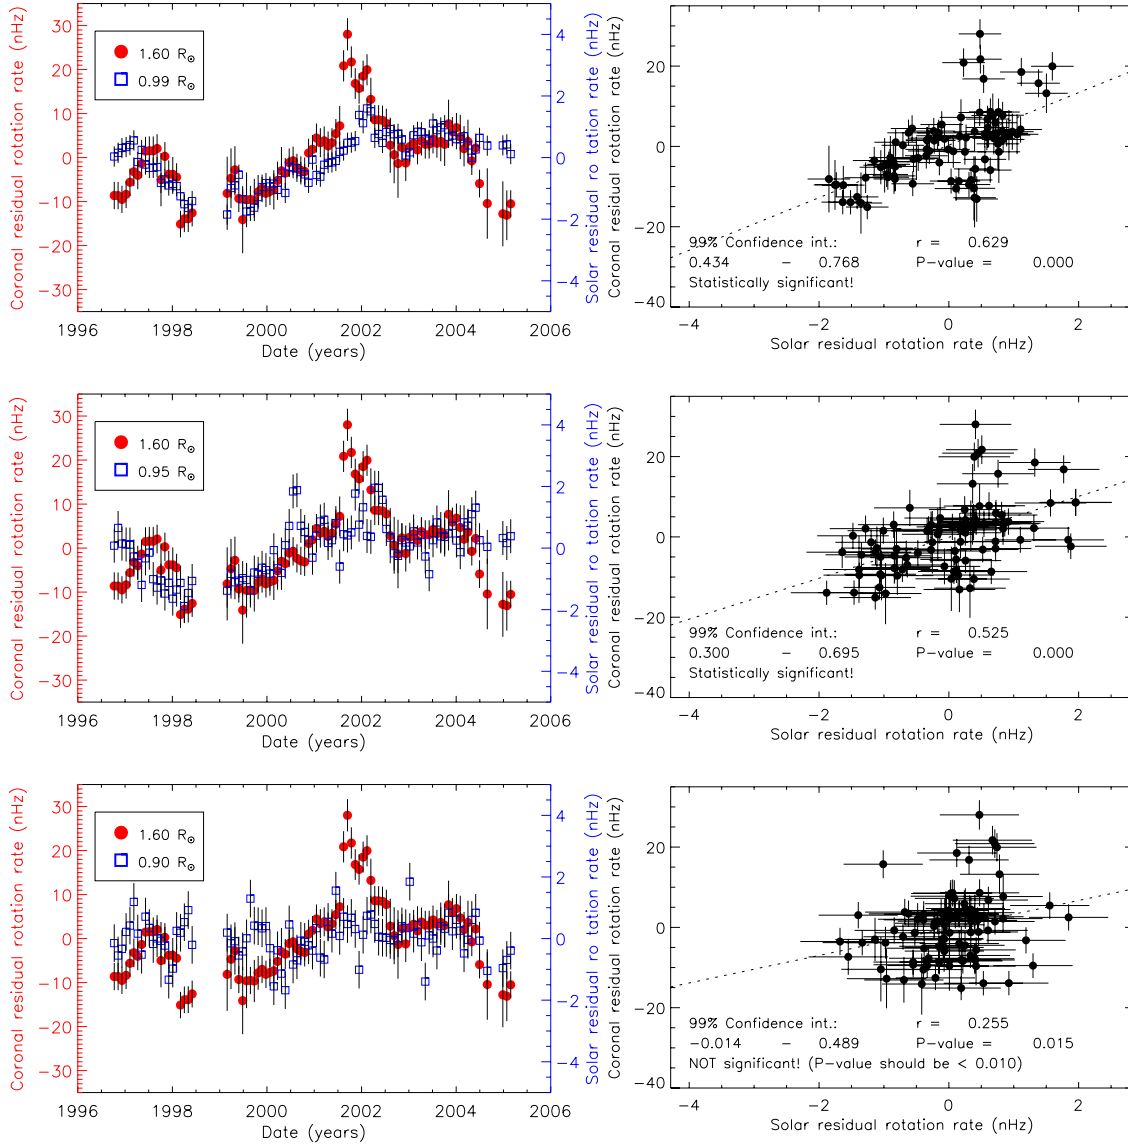 Coronal residual rotation rate (nHz)
30
20
10
0
−10
−20
−30
1.60 R⊙
0.99 R⊙
4
2
0
−2
−4
Solar residual ro tation rate (nHz)
1996 1998 2000 2002 2004 2006
Date (years)
Coronal residual rotation rate (nHz)
20
0
−20
−40
99% Confidence int.: r = 0.629
0.434 − 0.768 P−value = 0.000
Statistically significant!
−4 −2 0 2
Solar residual rotation rate (nHz)
Coronal residual rotation rate (nHz)
30
20
10
0
−10
−20
−30
1.60 R⊙
0.95 R⊙
4
2
0
−2
−4
Solar residual ro tation rate (nHz)
1996 1998 2000 2002 2004 2006
Date (years)
Coronal residual rotation rate (nHz)
20
0
−20
−40
99% Confidence int.: r = 0.525
0.300 − 0.695 P−value = 0.000
Statistically significant!
−4 −2 0 2
Solar residual rotation rate (nHz)
Coronal residual rotation rate (nHz)
30
20
10
0
−10
−20
−30
1.60 R⊙
0.90 R⊙
4
2
0
−2
−4
Solar residual ro tation rate (nHz)
1996 1998 2000 2002 2004 2006
Date (years)
Coronal residual rotation rate (nHz)
20
0
−20
−40
99% Confidence int.: r = 0.255
−0.014 − 0.489 P−value = 0.015
NOT significant! (P−value should be < 0.010)
−4 −2 0 2
Solar residual rotation rate (nHz)